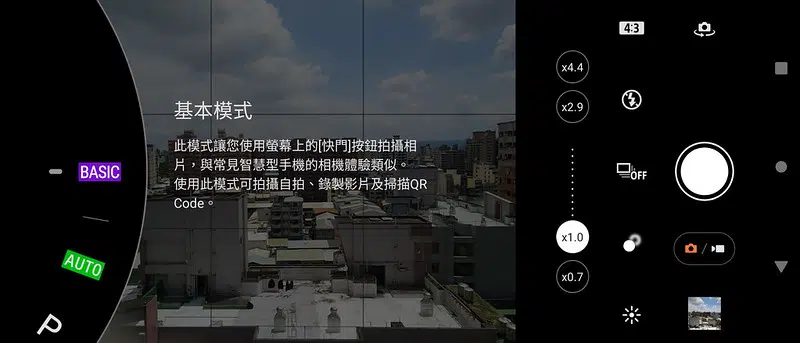 BASIC
AUTO
P
基本模式
此模式讓您使用螢幕上的[快門]按鈕拍攝相
片，與常見智慧型手機的相機體驗類似。
使用此模式可拍攝自拍、錄製影片及掃描QR
Code。
x4.4
x2.9
x1.0
x0.7
4:3
OFF